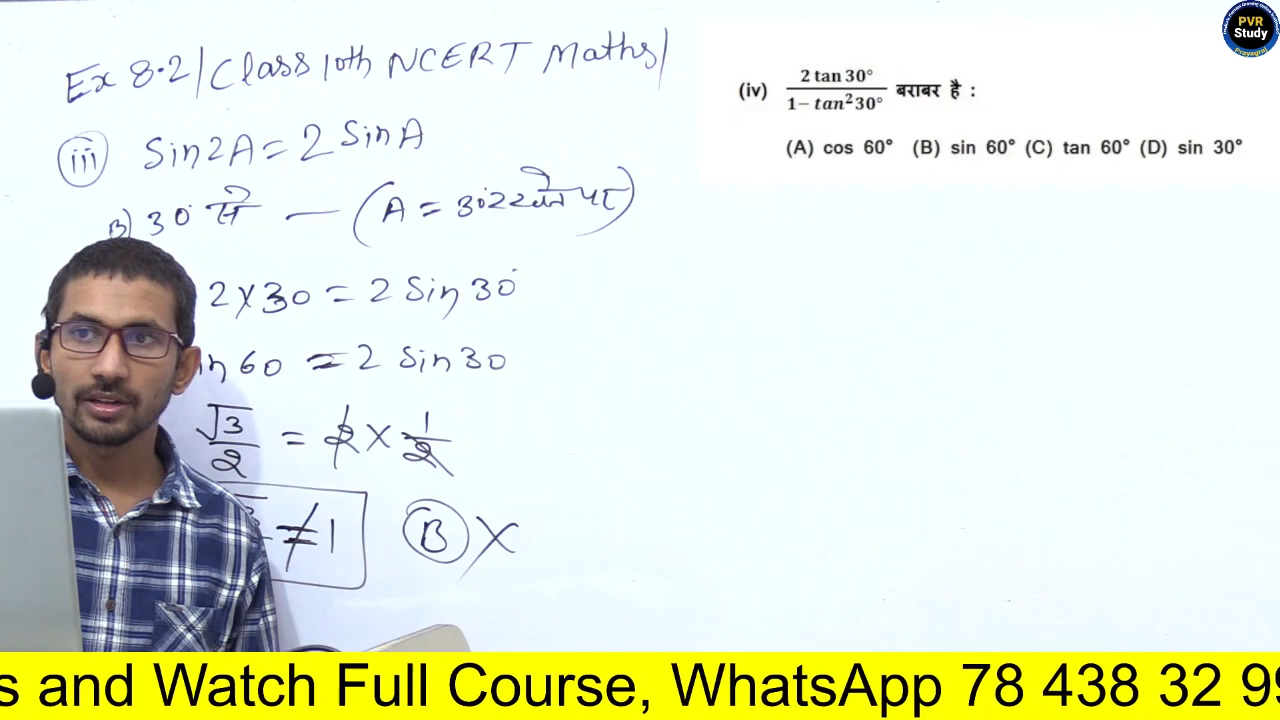 Ex 8.2 | Class 10th NCERT Maths |
iii) Sin2A = 2 SinA
B) 30° से — (A = 30 रखने पर)
2×30 = 2 Sin 30°
60 = 2 Sin 30
√3/2 = 2 × 1/2
≠ 1 B ×
PVR
Study
Prayagraj
(iv) 2 tan 30° / 1− tan²30° बराबर है :
(A) cos 60° (B) sin 60° (C) tan 60° (D) sin 30°
s and Watch Full Course, WhatsApp 78 438 32 9